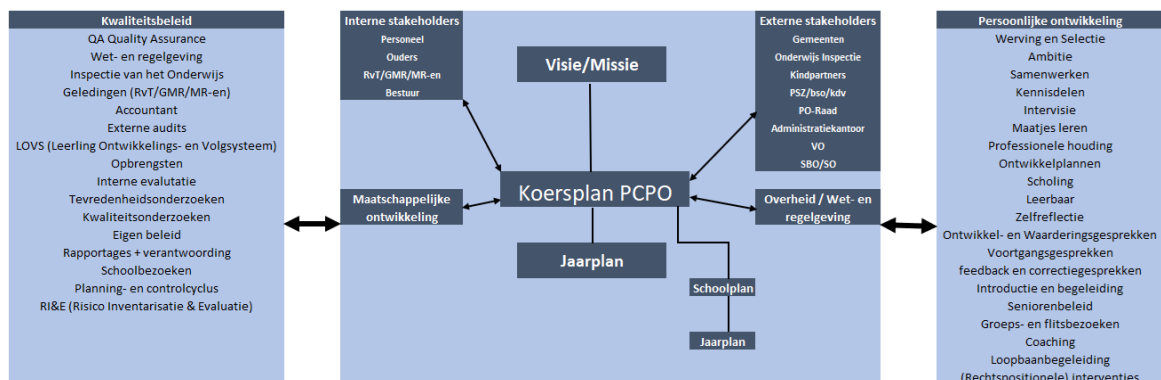 Kwaliteitsbeleid
QA Quality Assurance
Wet- en regelgeving
Inspectie van het Onderwijs
Geledingen (RvT/GMR/MR-en)
Accountant
Externe audits
LOVS (Leerling Ontwikkelings- en Volgsysteem)
Opbrengsten
Interne evalutatie
Tevredenheidsonderzoeken
Kwaliteitsonderzoeken
Eigen beleid
Rapportages + verantwoording
Schoolbezoeken
Planning- en controlcyclus
RI&E (Risico Inventarisatie & Evaluatie)
Interne stakeholders
Personeel
Ouders
RvT/GMR/MR-en
Bestuur
Visie/Missie
Externe stakeholders
Gemeenten
Onderwijs Inspectie
Kindpartners
PSZ/bso/kdv
PO-Raad
Administratiekantoor
VO
SBO/SO
Maatschappelijke
ontwikkeling
Koersplan PCPO
Overheid / Wet- en
regelgeving
Jaarplan
Schoolplan
Jaarplan
Persoonlijke ontwikkeling
Werving en Selectie
Ambitie
Samenwerken
Kennisdelen
Intervisie
Maatjes leren
Professionele houding
Ontwikkelplannen
Scholing
Leerbaar
Zelfreflectie
Ontwikkel- en Waarderingsgesprekken
Voortgangsgesprekken
feedback en correctiegesprekken
Introductie en begeleiding
Seniorenbeleid
Groeps- en flitsbezoeken
Coaching
Loopbaanbegeleiding
(Rechtspositionele) interventies